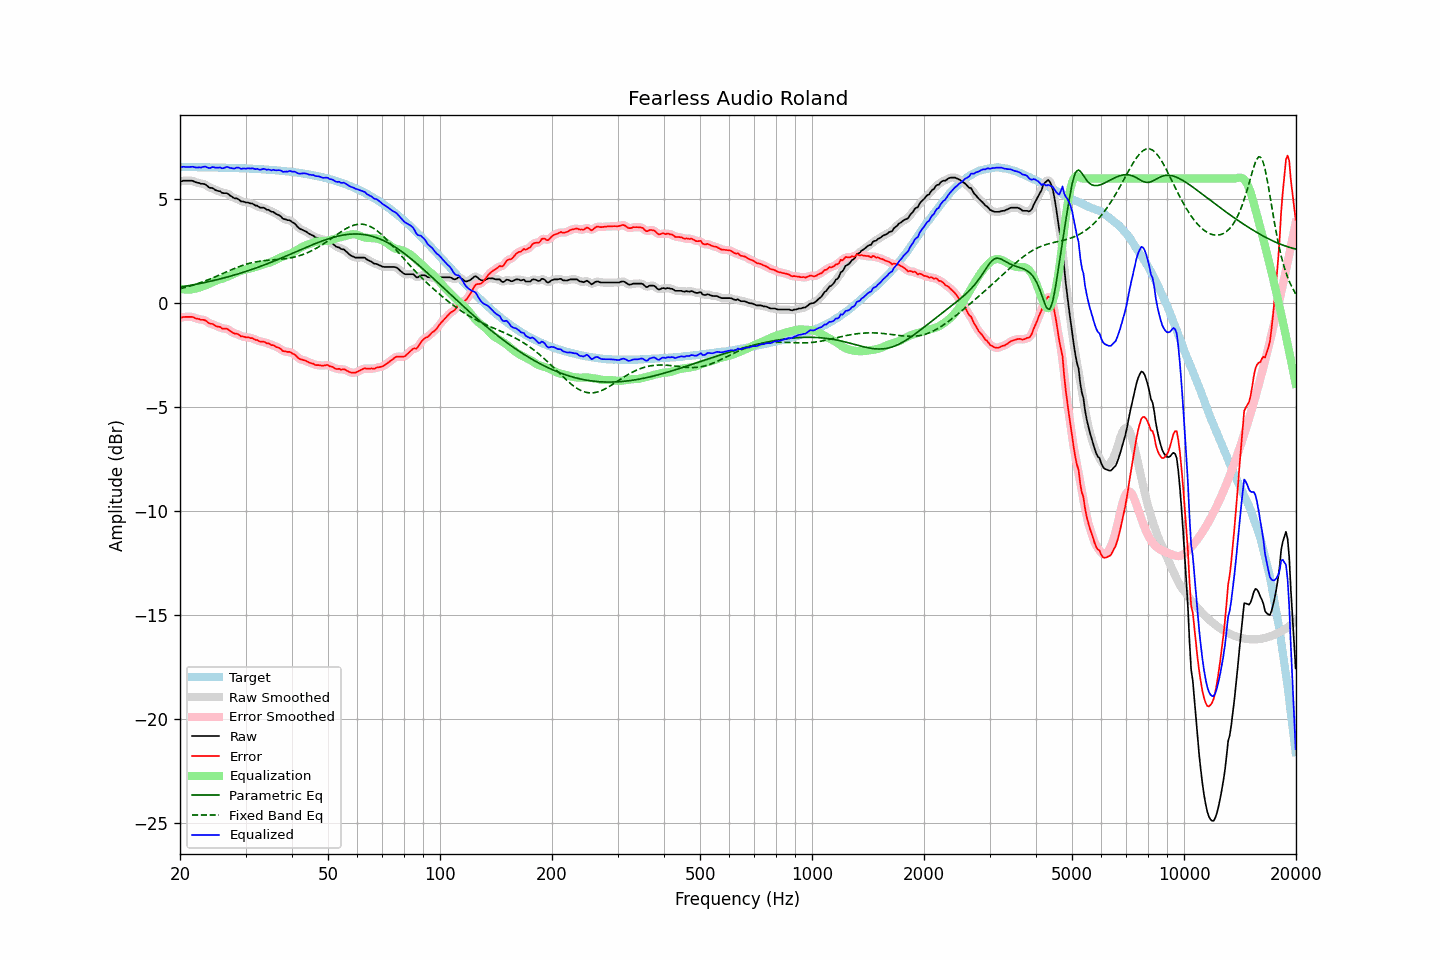 Fearless Audio Roland
Amplitude (dBr)
5
0
−5
−10
−15
−20
−25
Target
Raw Smoothed
Error Smoothed
Raw
Error
Equalization
Parametric Eq
Fixed Band Eq
Equalized
20 50 100 200 500 1000 2000 5000 10000 20000
Frequency (Hz)